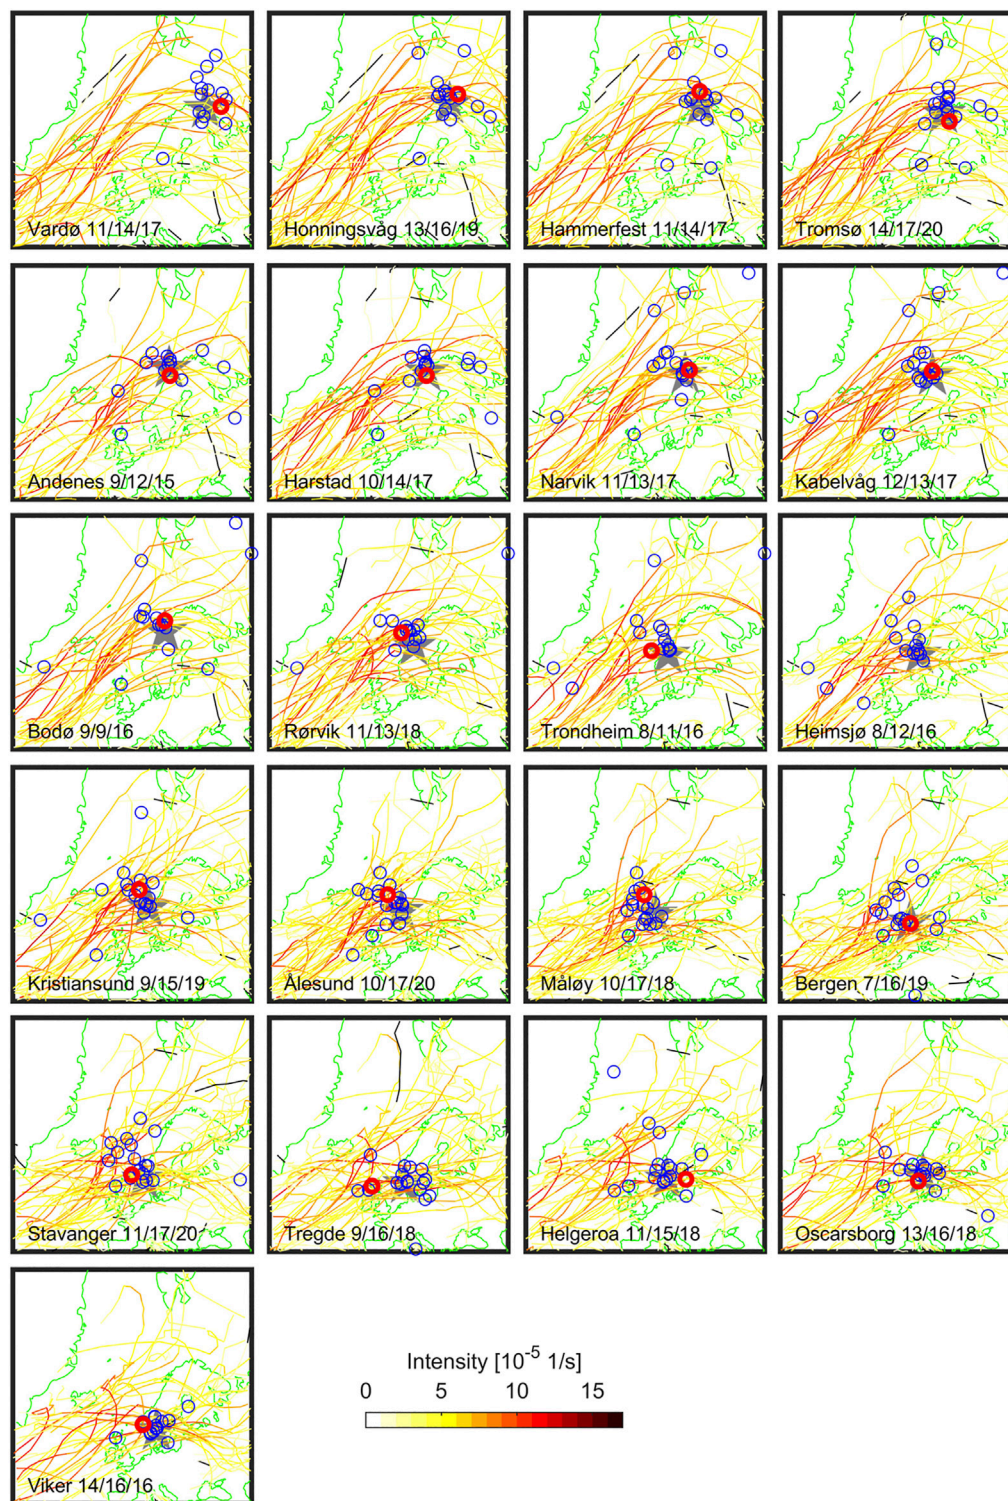 Vardø 11/14/17
Honningsvåg 13/16/19
Hammerfest 11/14/17
Tromsø 14/17/20
Andenes 9/12/15
Harstad 10/14/17
Narvik 11/13/17
Kabelvåg 12/13/17
Bodø 9/9/16
Rørvik 11/13/18
Trondheim 8/11/16
Heimsjø 8/12/16
Kristiansund 9/15/19
Ålesund 10/17/20
Måløy 10/17/18
Bergen 7/16/19
Stavanger 11/17/20
Tregde 9/16/18
Helgeroa 11/15/18
Oscarsborg 13/16/18
Viker 14/16/16
Intensity [10⁻⁵ 1/s]
0 5 10 15